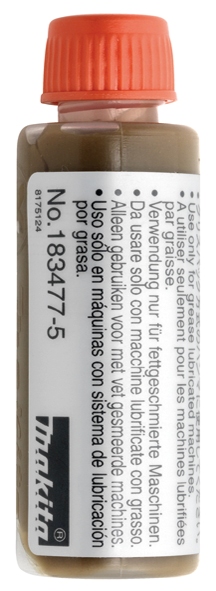 • Use only for grease lubricated machines.
• A utiliser seulement pour les machines lubrifiées
par graisse.
• Verwendung nur für fettgeschmierte Maschinen.
• Da usare solo con macchine lubrificate con grasso.
• Alleen gebruiken voor met vet gesmeerde machines.
• Uso solo en máquinas con sistema de lubricación
por grasa.
No. 183477-5
makita®
8175124